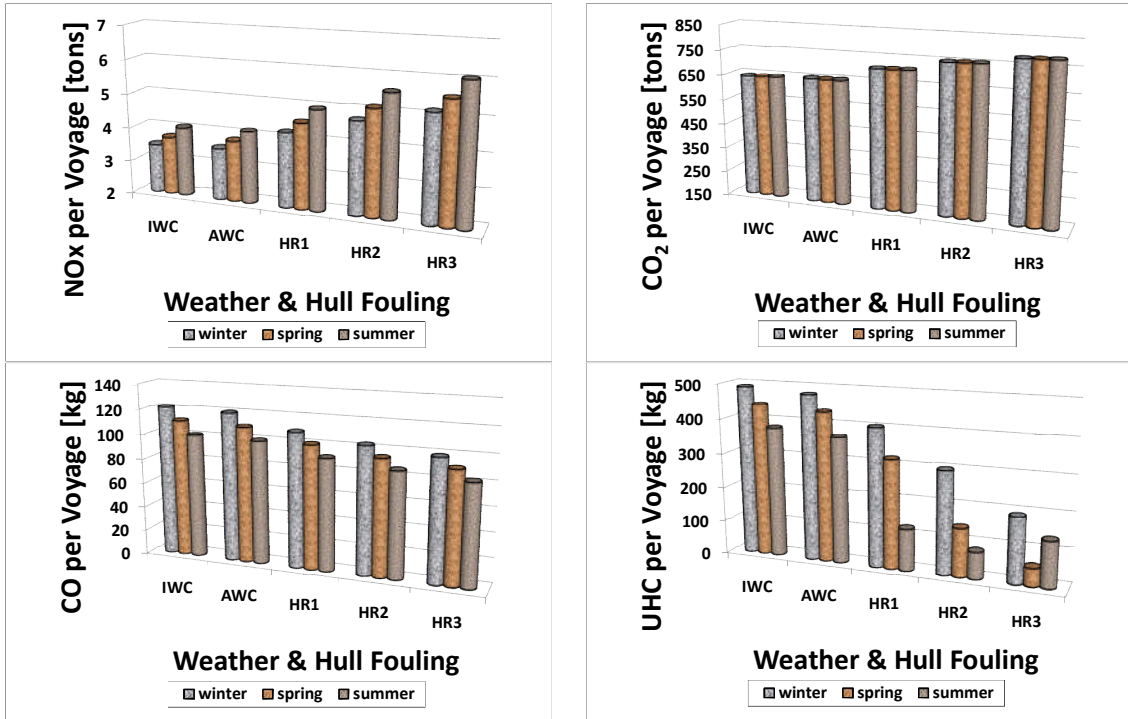 NOx per Voyage [tons]
7
6
5
4
3
2
IWC
AWC
HR1
HR2
HR3
Weather & Hull Fouling
winter spring summer
CO₂ per Voyage [tons]
850
750
650
550
450
350
250
150
IWC
AWC
HR1
HR2
HR3
Weather & Hull Fouling
winter spring summer
CO per Voyage [kg]
140
120
100
80
60
40
20
0
IWC
AWC
HR1
HR2
HR3
Weather & Hull Fouling
winter spring summer
UHC per Voyage [kg]
500
400
300
200
100
0
IWC
AWC
HR1
HR2
HR3
Weather & Hull Fouling
winter spring summer